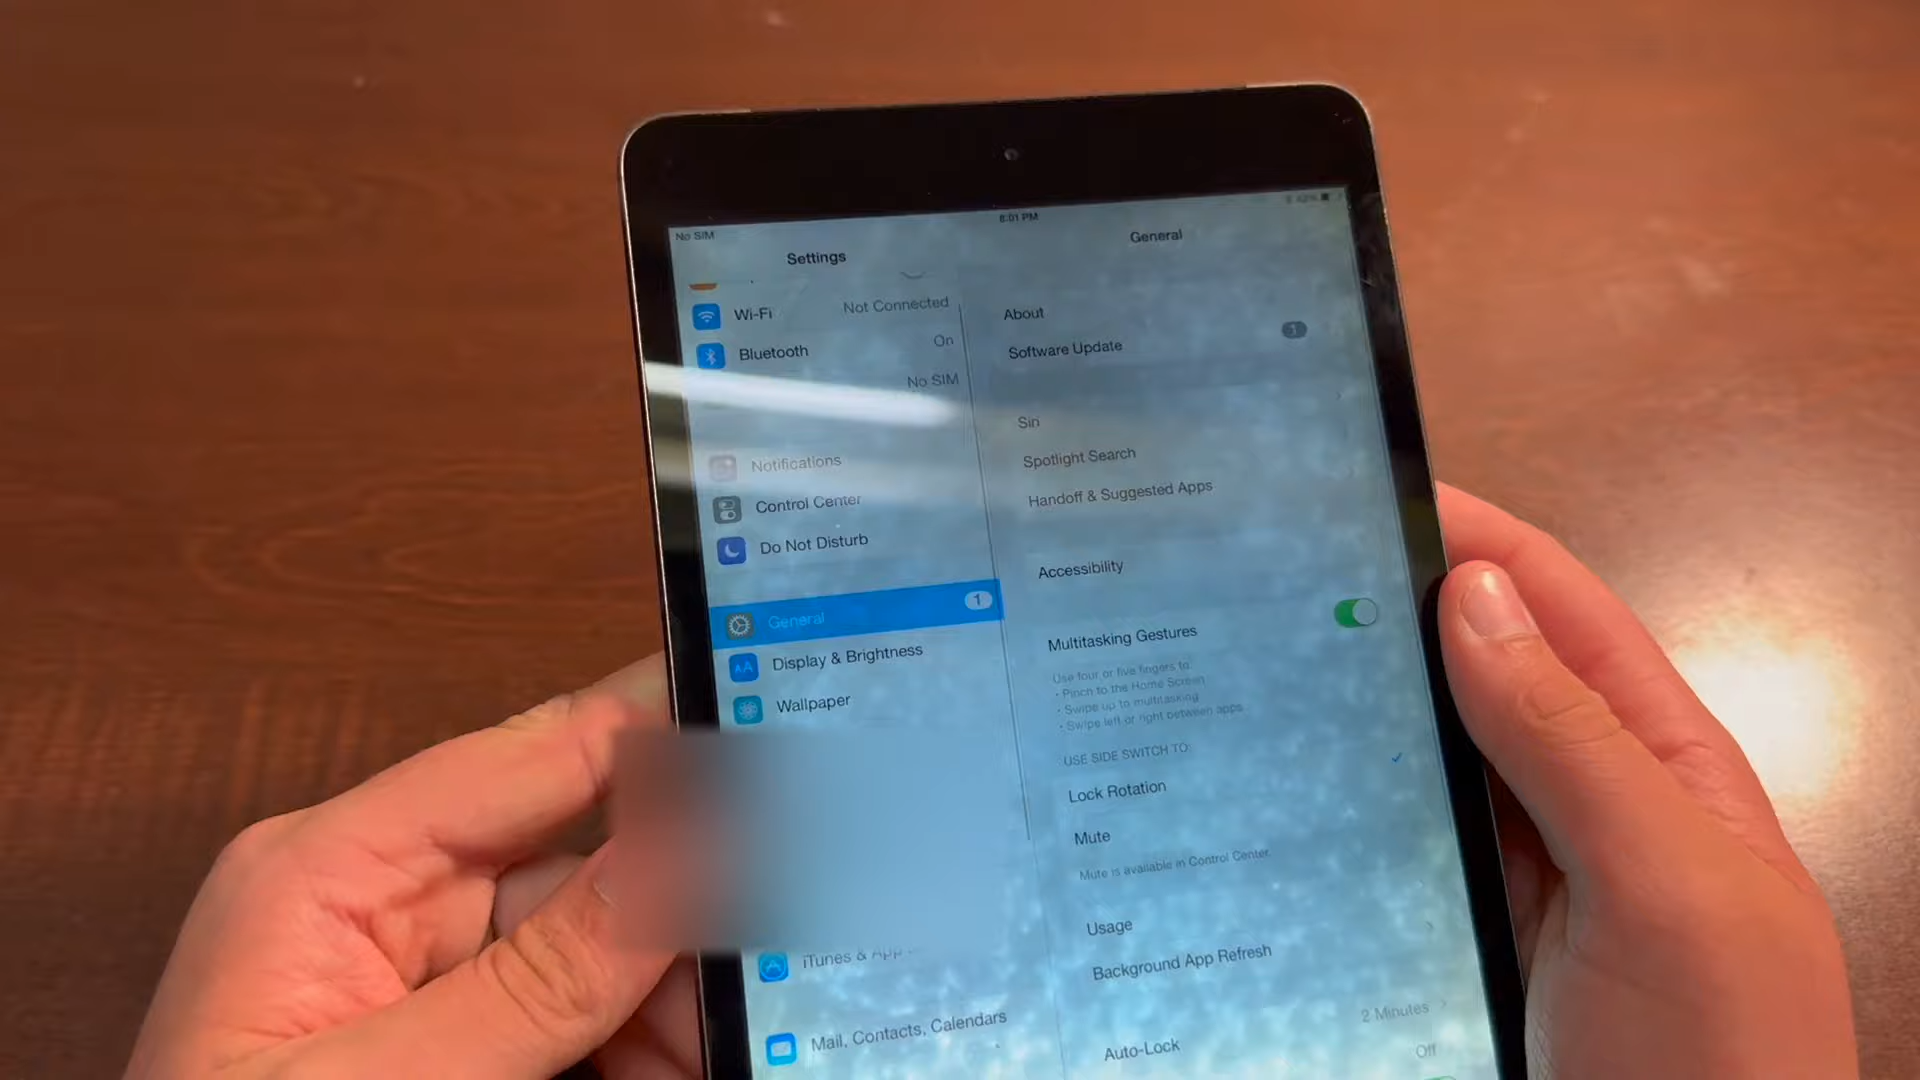 No SIM
8:01 PM
Settings
General
Wi-Fi
Not Connected
Bluetooth
On
No SIM
Notifications
Control Center
Do Not Disturb
General
1
Display & Brightness
Wallpaper
iTunes & App
Mail, Contacts, Calendars
About
Software Update
1
Siri
Spotlight Search
Handoff & Suggested Apps
Accessibility
Multitasking Gestures
Use four or five fingers to:
• Pinch to the Home Screen
• Swipe up to multitasking
• Swipe left or right between apps
USE SIDE SWITCH TO:
Lock Rotation
Mute
Mute is available in Control Center.
Usage
Background App Refresh
Auto-Lock
2 Minutes
Off